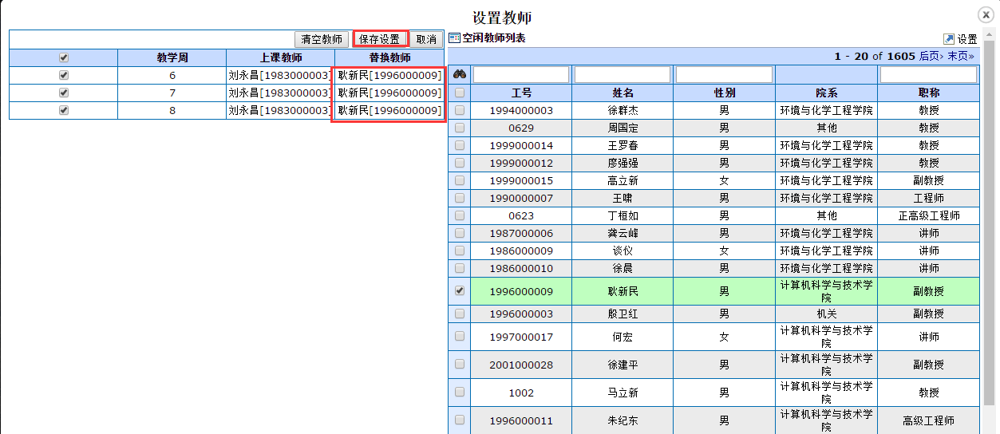 设置教师
清空教师 保存设置 取消
教学周 上课教师 替换教师
6 刘永昌[1983000003] 耿新民[1996000009]
7 刘永昌[1983000003] 耿新民[1996000009]
8 刘永昌[1983000003] 耿新民[1996000009]
空闲教师列表 设置
1 - 20 of 1605 后页› 末页»
工号 姓名 性别 院系 职称
1994000003 徐群杰 男 环境与化学工程学院 教授
0629 周国定 男 其他 教授
1999000014 王罗春 男 环境与化学工程学院 教授
1999000012 廖强强 男 环境与化学工程学院 教授
1999000015 高立新 女 环境与化学工程学院 副教授
1990000007 王啸 男 环境与化学工程学院 工程师
0623 丁桓如 男 其他 正高级工程师
1987000006 龚云峰 男 环境与化学工程学院 讲师
1986000009 谈仪 女 环境与化学工程学院 讲师
1986000010 徐晨 男 环境与化学工程学院 讲师
1996000009 耿新民 男 计算机科学与技术学
院 副教授
1996000003 殷卫红 男 机关 副教授
1997000017 何宏 女 计算机科学与技术学
院 讲师
2001000028 徐建平 男 计算机科学与技术学
院 副教授
1002 马立新 男 计算机科学与技术学
院 教授
1996000011 朱纪东 男 计算机科学与技术学
院 高级工程师